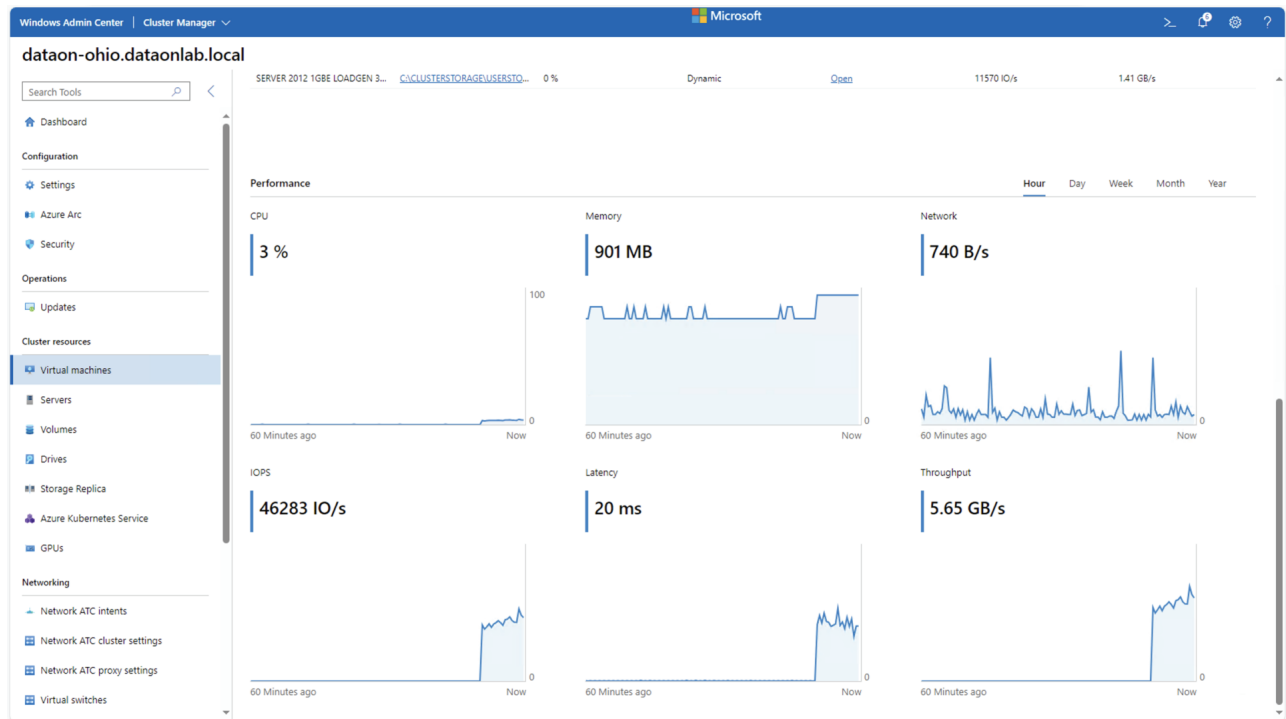 Windows Admin Center | Cluster Manager
Microsoft
6
dataon-ohio.dataonlab.local
Search Tools
Dashboard
Configuration
Settings
Azure Arc
Security
Operations
Updates
Cluster resources
Virtual machines
Servers
Volumes
Drives
Storage Replica
Azure Kubernetes Service
GPUs
Networking
Network ATC intents
Network ATC cluster settings
Network ATC proxy settings
Virtual switches
SERVER 2012 1GBE LOADGEN 3... C:\CLUSTERSTORAGE\USERSTO... 0 % Dynamic Open 11570 IO/s 1.41 GB/s
Performance Hour Day Week Month Year
CPU
3 %
100
0
60 Minutes ago Now
Memory
901 MB
0
60 Minutes ago Now
Network
740 B/s
0
60 Minutes ago Now
IOPS
46283 IO/s
0
60 Minutes ago Now
Latency
20 ms
0
60 Minutes ago Now
Throughput
5.65 GB/s
0
60 Minutes ago Now